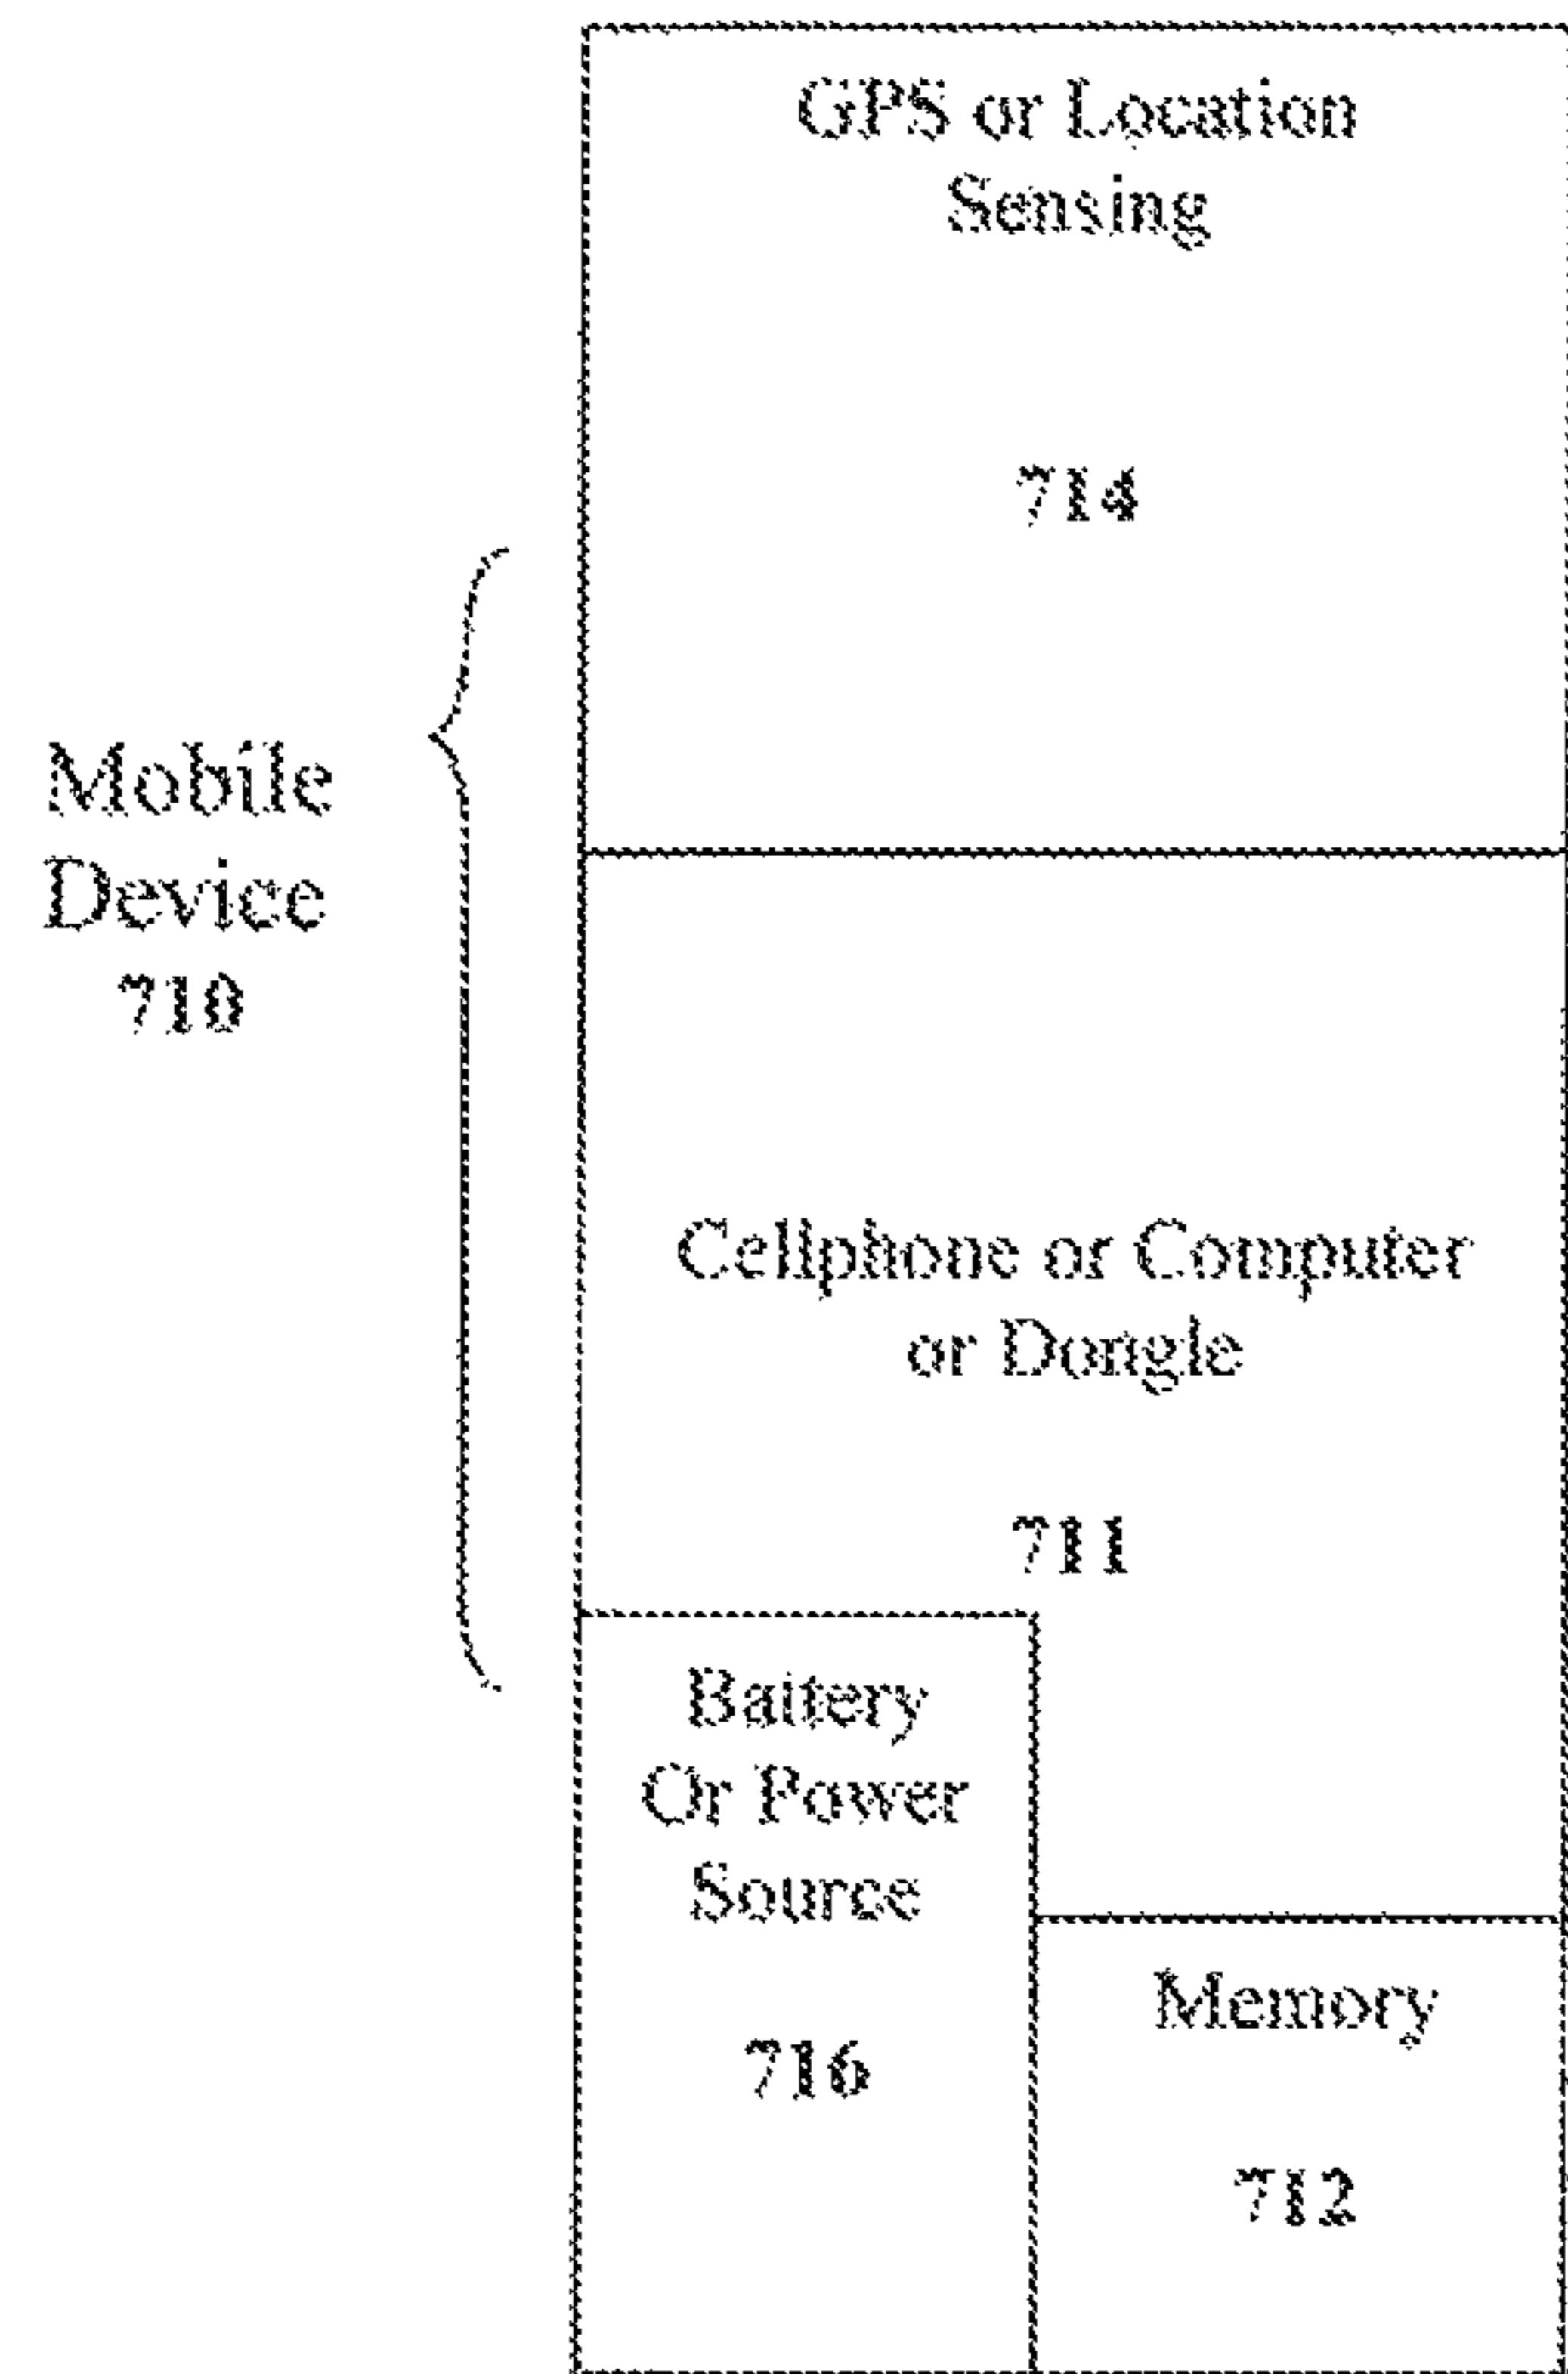 GPS or Location
Sensing
714
Mobile
Device
710
Cellphone or Computer
or Dongle
711
Battery
Or Power
Source
716
Memory
712